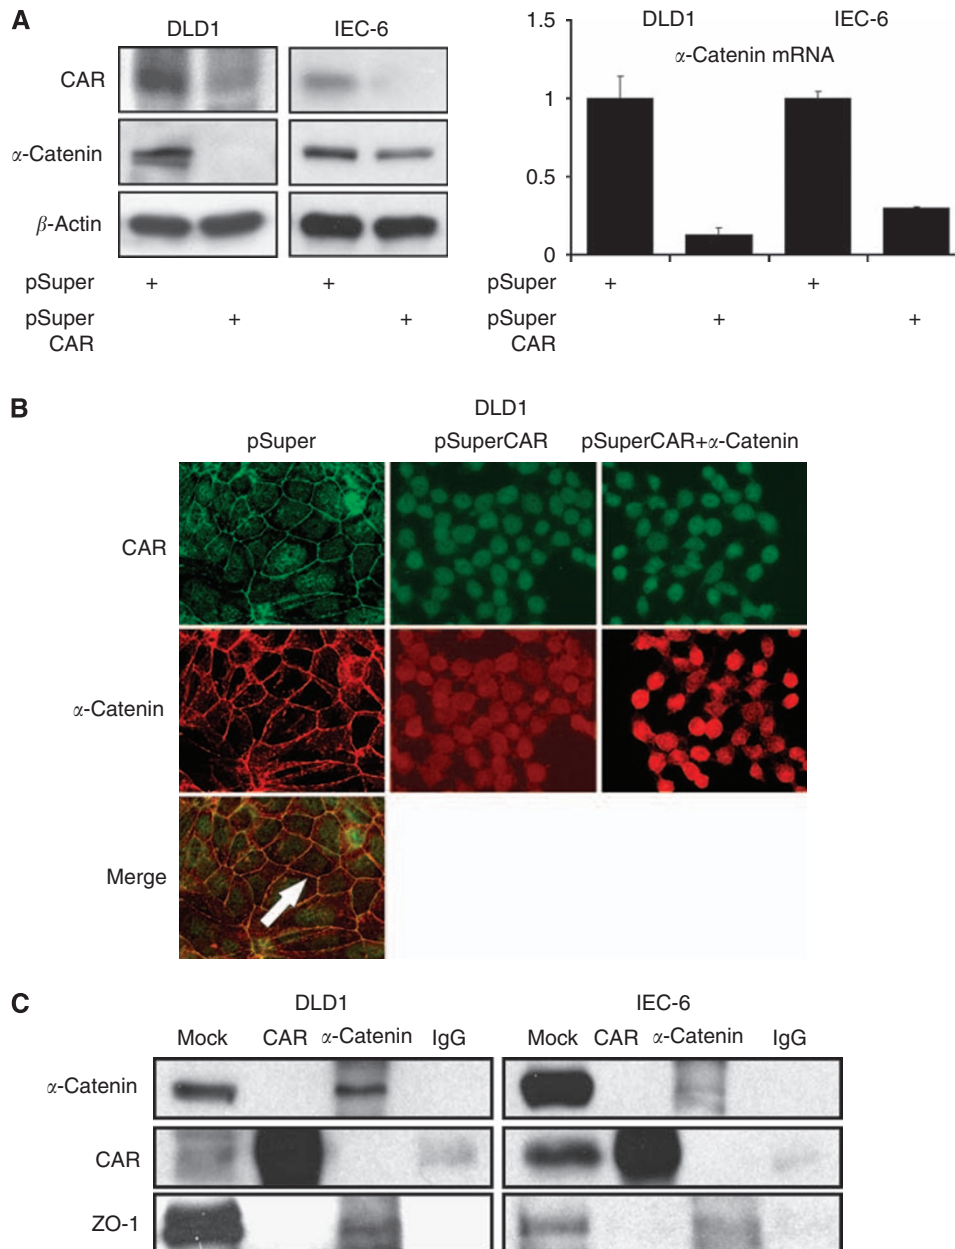 A
DLD1 IEC-6
CAR
α-Catenin
β-Actin
pSuper + +
pSuper CAR + +
DLD1 IEC-6
α-Catenin mRNA
1.5
1
0.5
0
pSuper + +
pSuper CAR + +
B
DLD1
pSuper pSuperCAR pSuperCAR+α-Catenin
CAR
α-Catenin
Merge
C
DLD1 IEC-6
Mock CAR α-Catenin IgG Mock CAR α-Catenin IgG
α-Catenin
CAR
ZO-1